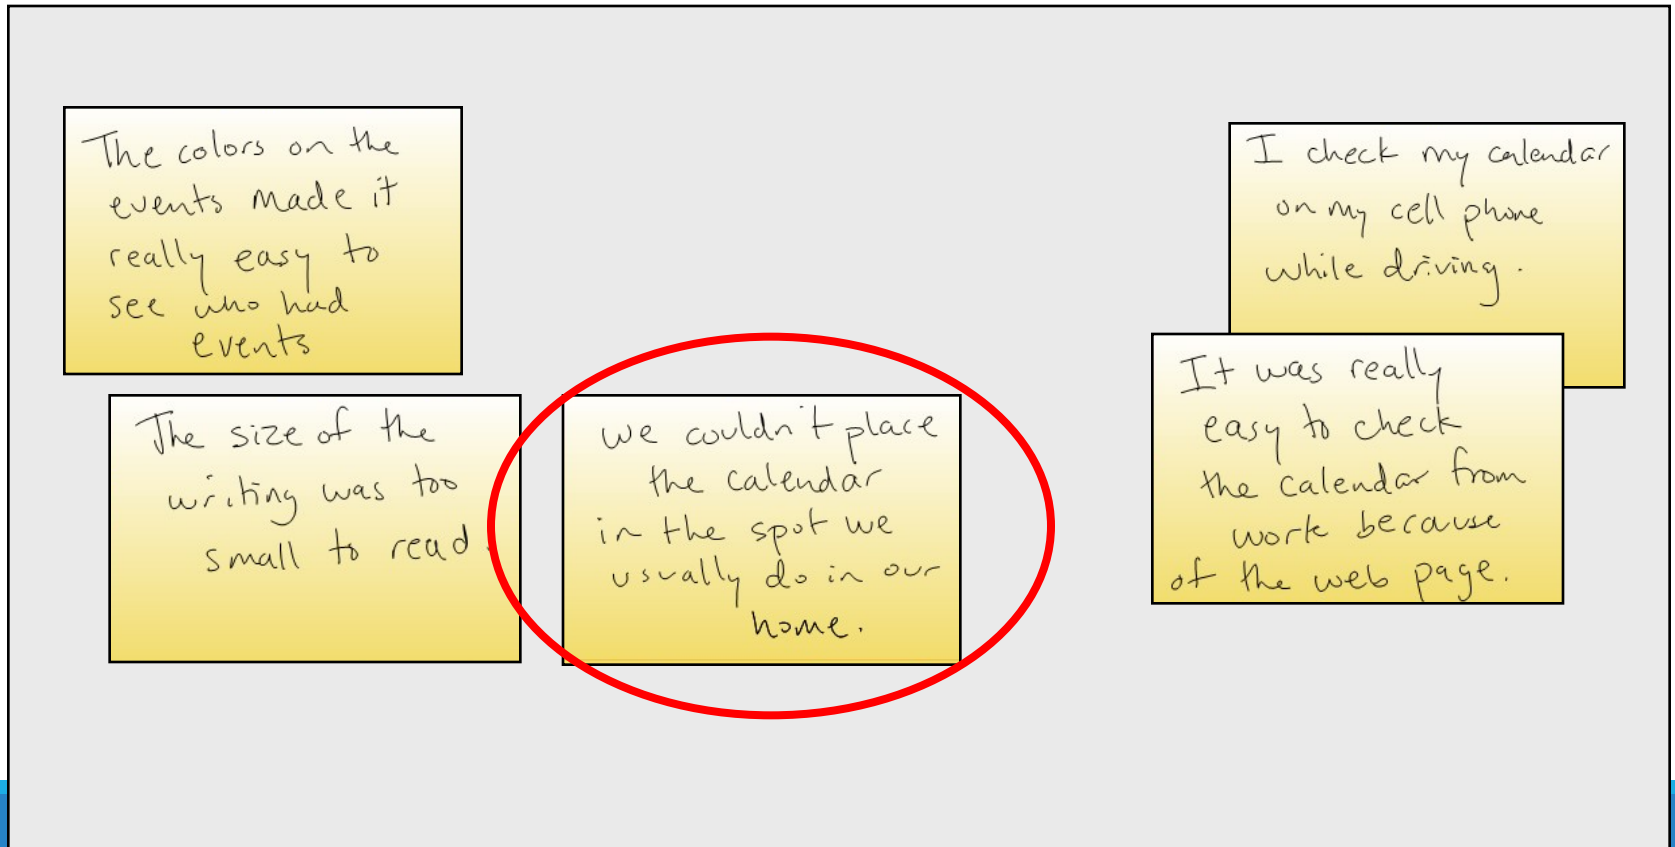 The colors on the
events made it
really easy to
see who had
events
The size of the
writing was too
small to read.
we couldn't place
the calendar
in the spot we
usually do in our
home.
I check my calendar
on my cell phone
while driving.
It was really
easy to check
the calendar from
work because
of the web page.